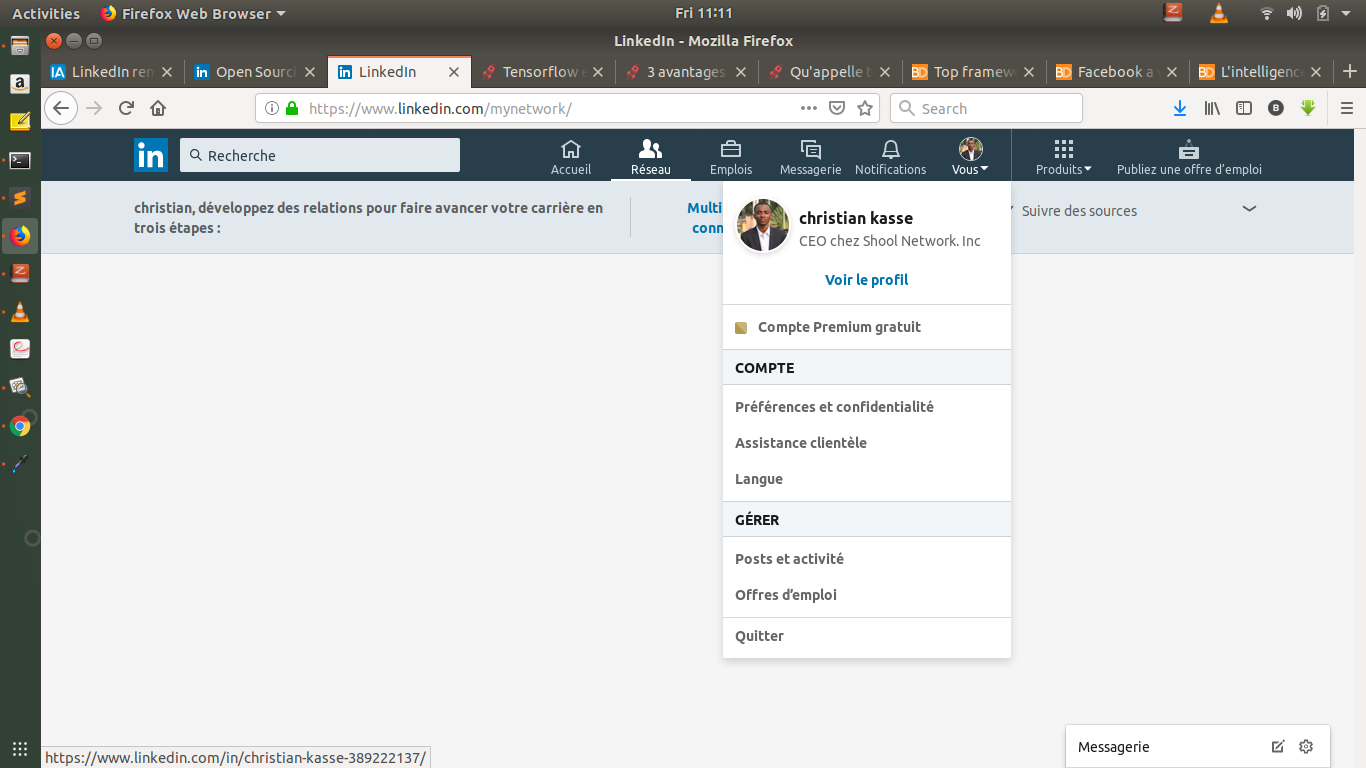 Activities
Firefox Web Browser
Fri 11:11
LinkedIn - Mozilla Firefox
LinkedIn ren
Open Sourc
LinkedIn
Tensorflow
3 avantages
Qu'appelle
Top framew
Facebook a
L'intelligenc
https://www.linkedin.com/mynetwork/
Search
in
Recherche
Accueil
Réseau
Emplois
Messagerie
Notifications
Vous
Produits
Publiez une offre d'emploi
christian, développez des relations pour faire avancer votre carrière en
trois étapes :
Multi
conn
Suivre des sources
christian kasse
CEO chez Shool Network. Inc
Voir le profil
Compte Premium gratuit
COMPTE
Préférences et confidentialité
Assistance clientèle
Langue
GÉRER
Posts et activité
Offres d'emploi
Quitter
Messagerie
https://www.linkedin.com/in/christian-kasse-389222137/